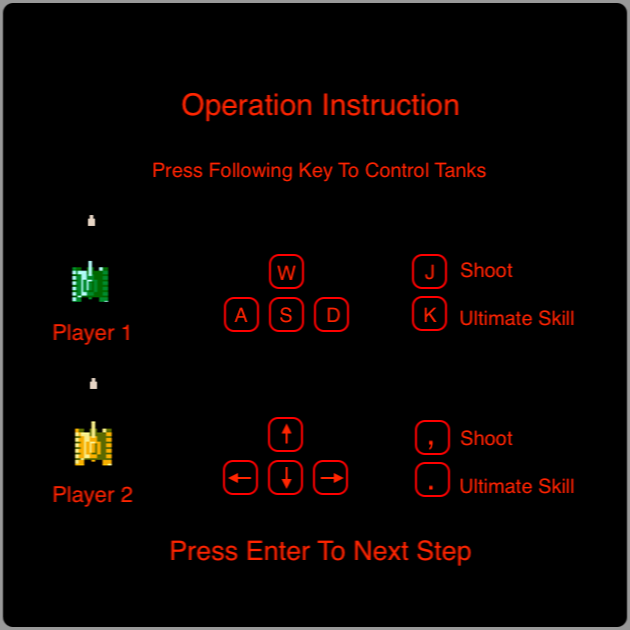 Operation Instruction
Press Following Key To Control Tanks
W
J Shoot
A S D
K Ultimate Skill
Player 1
↑
, Shoot
← ↓ →
. Ultimate Skill
Player 2
Press Enter To Next Step